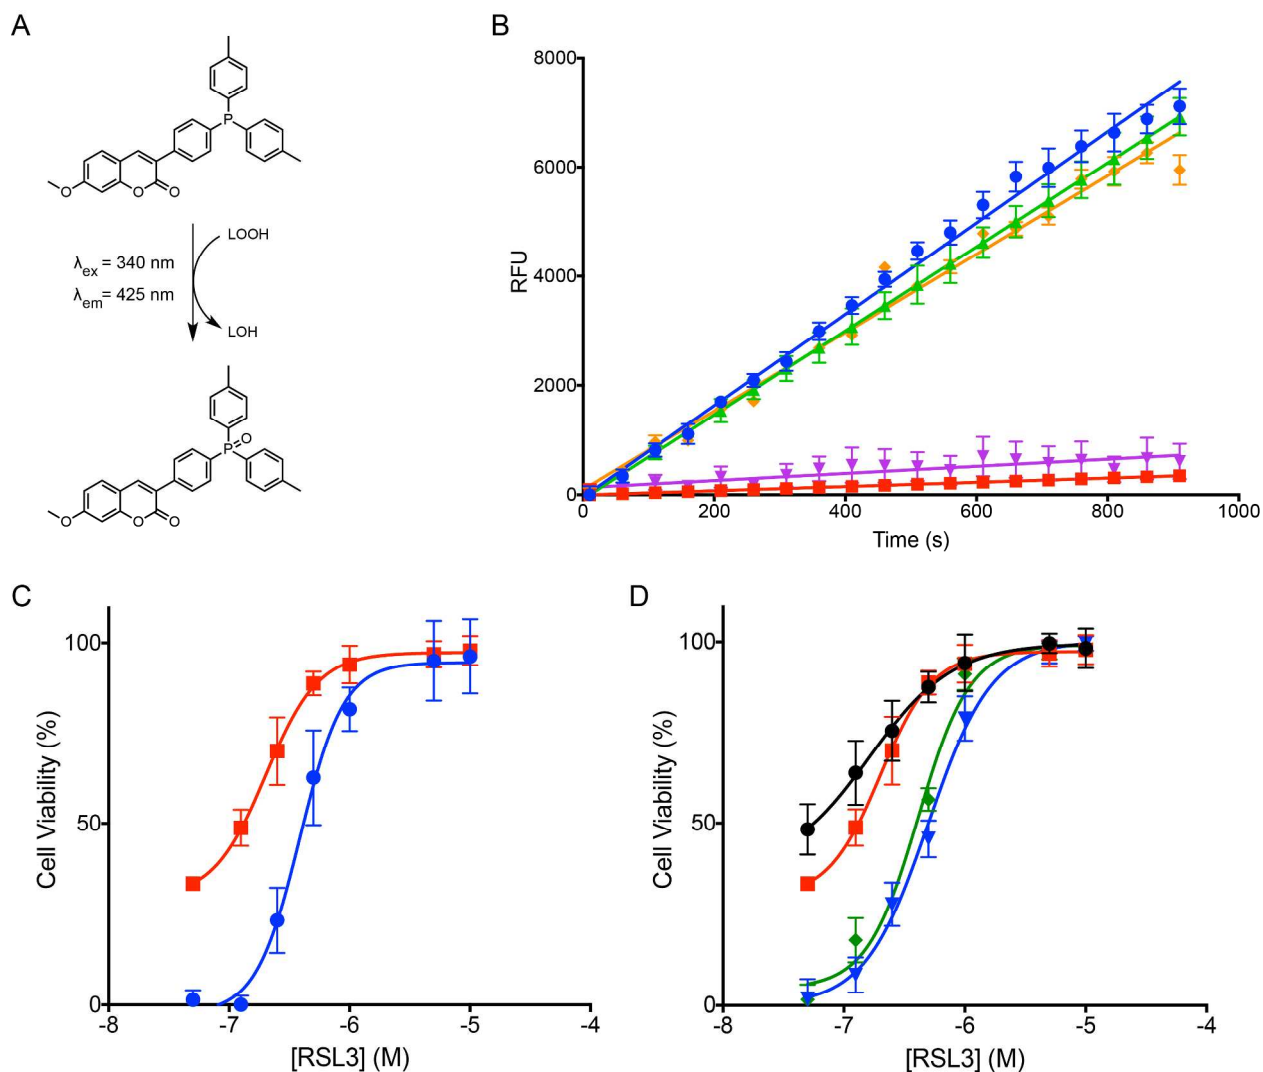 A
P
O
O
O
LOOH
λex = 340 nm
λem= 425 nm
LOH
P
O
O
O
O
B
8000
6000
4000
2000
0
RFU
0
200
400
600
800
1000
Time (s)
C
100
50
0
Cell Viability (%)
-8
-7
-6
-5
-4
[RSL3] (M)
D
100
50
0
Cell Viability (%)
-8
-7
-6
-5
-4
[RSL3] (M)